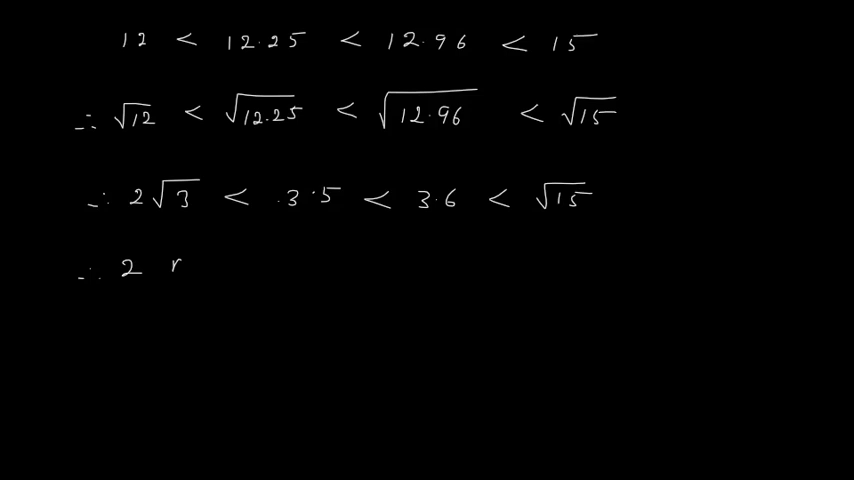 12 < 12.25 < 12.96 < 15
∴ √12 < √12.25 < √12.96 < √15
∴ 2√3 < 3.5 < 3.6 < √15
∴ 2 r